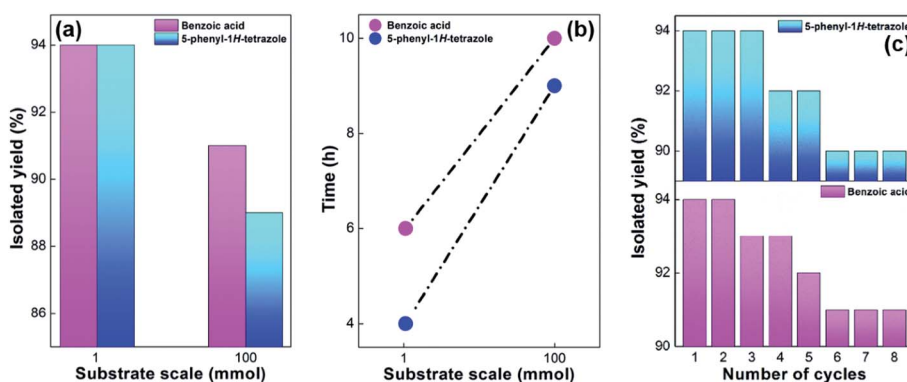 (a)
Benzoic acid
5-phenyl-1H-tetrazole
94
92
90
88
86
Isolated yield (%)
1
100
Substrate scale (mmol)
(b)
Benzoic acid
5-phenyl-1H-tetrazole
10
8
6
4
Time (h)
1
100
Substrate scale (mmol)
(c)
5-phenyl-1H-tetrazole
94
92
90
Benzoic acid
94
92
90
Isolated yield (%)
1 2 3 4 5 6 7 8
Number of cycles